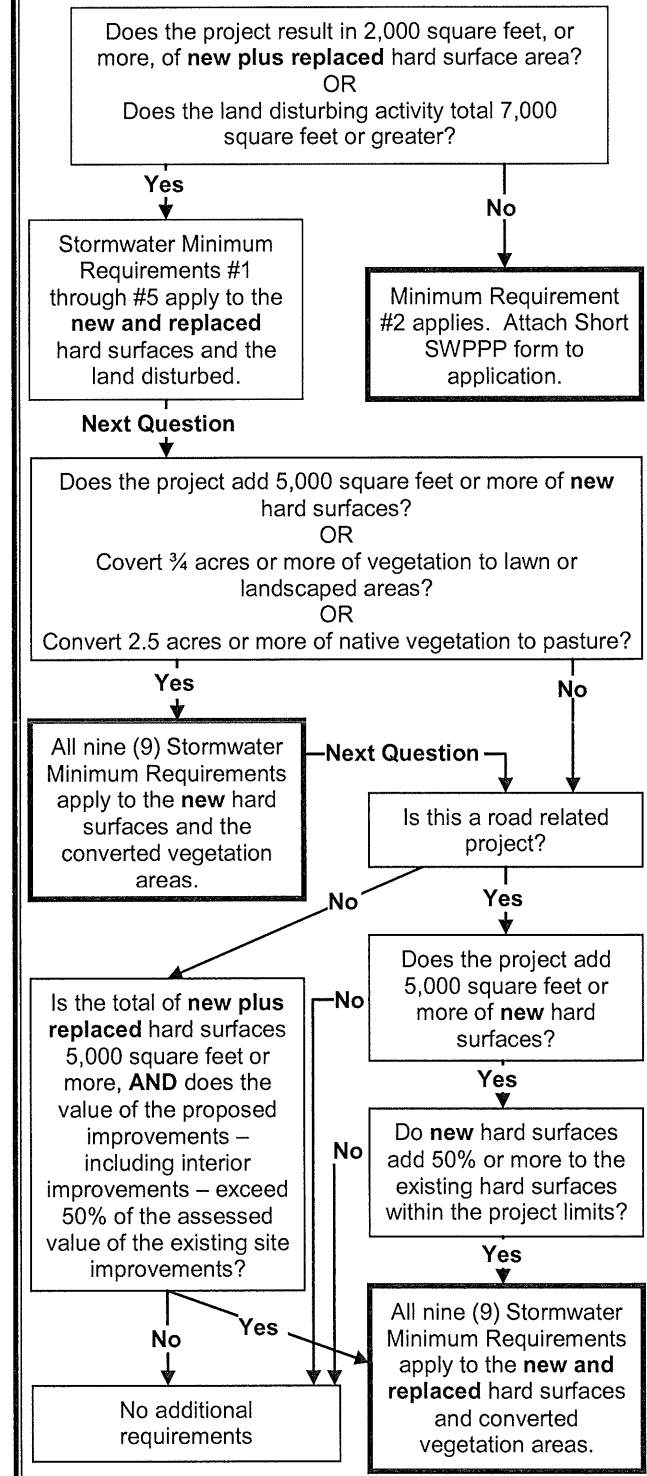 Does the project result in 2,000 square feet, or
more, of new plus replaced hard surface area?
OR
Does the land disturbing activity total 7,000
square feet or greater?
Yes
No
Stormwater Minimum
Requirements #1
through #5 apply to the
new and replaced
hard surfaces and the
land disturbed.
Minimum Requirement
#2 applies. Attach Short
SWPPP form to
application.
Next Question
Does the project add 5,000 square feet or more of new
hard surfaces?
OR
Covert ¾ acres or more of vegetation to lawn or
landscaped areas?
OR
Convert 2.5 acres or more of native vegetation to pasture?
Yes
No
All nine (9) Stormwater
Minimum Requirements
apply to the new hard
surfaces and the
converted vegetation
areas.
Next Question
Is this a road related
project?
No
Yes
Is the total of new plus
replaced hard surfaces
5,000 square feet or
more, AND does the
value of the proposed
improvements –
including interior
improvements – exceed
50% of the assessed
value of the existing site
improvements?
No
Does the project add
5,000 square feet or
more of new hard
surfaces?
Yes
No
Do new hard surfaces
add 50% or more to the
existing hard surfaces
within the project limits?
Yes
No
Yes
No additional
requirements
All nine (9) Stormwater
Minimum Requirements
apply to the new and
replaced hard surfaces
and converted
vegetation areas.